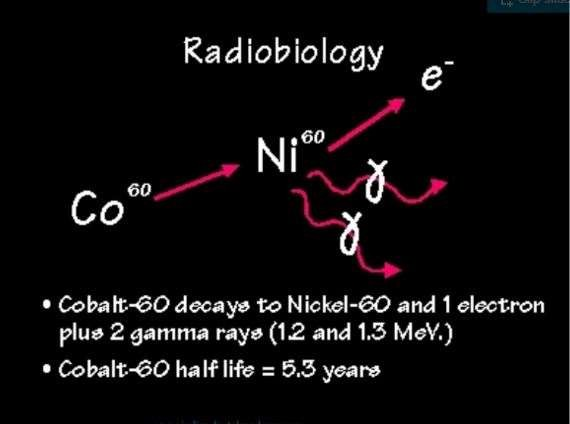 Radiobiology
e⁻
Ni⁶⁰
γ
Co⁶⁰
γ
• Cobalt-60 decays to Nickel-60 and 1 electron
plus 2 gamma rays (1.2 and 1.3 MeV.)
• Cobalt-60 half life = 5.3 years